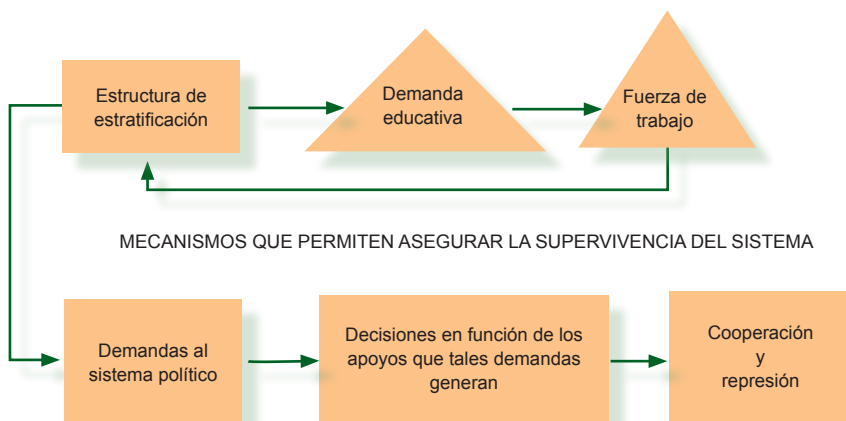 Estructura de
estratificación
Demanda
educativa
Fuerza de
trabajo
MECANISMOS QUE PERMITEN ASEGURAR LA SUPERVIVENCIA DEL SISTEMA
Demandas al
sistema político
Decisiones en función de los
apoyos que tales demandas
generan
Cooperación
y
represión